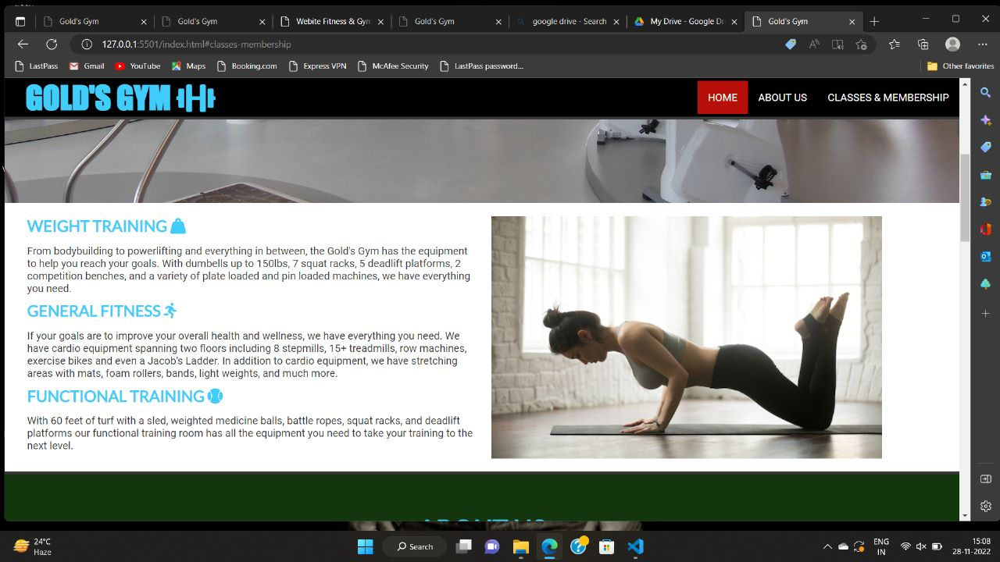 Gold's Gym
Gold's Gym
Webite Fitness & Gym
Gold's Gym
google drive - Search
My Drive - Google Dr
Gold's Gym
127.0.0.1:5501/index.html#classes-membership
LastPass
Gmail
YouTube
Maps
Booking.com
Express VPN
McAfee Security
LastPass password...
Other favorites
GOLD'S GYM
HOME
ABOUT US
CLASSES & MEMBERSHIP
WEIGHT TRAINING
From bodybuilding to powerlifting and everything in between, the Gold's Gym has the equipment
to help you reach your goals. With dumbells up to 150lbs, 7 squat racks, 5 deadlift platforms, 2
competition benches, and a variety of plate loaded and pin loaded machines, we have everything
you need.
GENERAL FITNESS
If your goals are to improve your overall health and wellness, we have everything you need. We
have cardio equipment spanning two floors including 8 stepmills, 15+ treadmills, row machines,
exercise bikes and even a Jacob's Ladder. In addition to cardio equipment, we have stretching
areas with mats, foam rollers, bands, light weights, and much more.
FUNCTIONAL TRAINING
With 60 feet of turf with a sled, weighted medicine balls, battle ropes, squat racks, and deadlift
platforms our functional training room has all the equipment you need to take your training to the
next level.
ABOUT US
24°C
Haze
Search
ENG
IN
15:08
28-11-2022